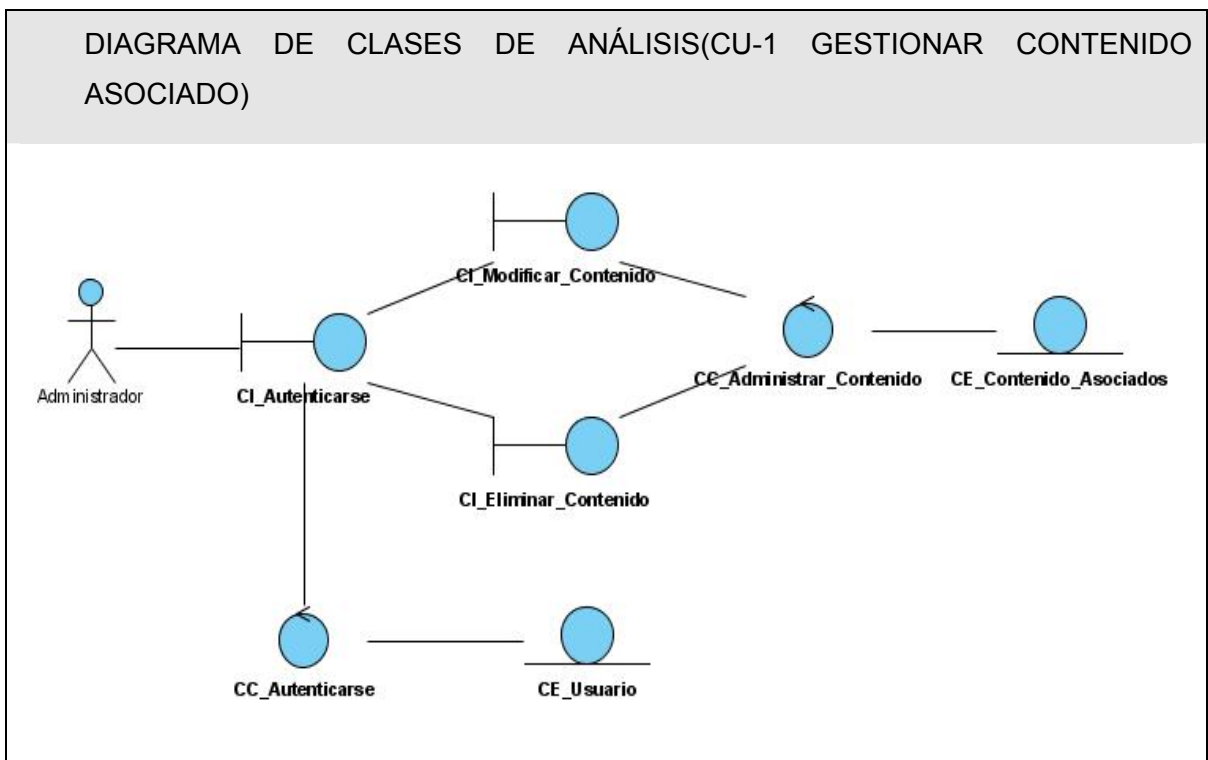 DIAGRAMA DE CLASES DE ANÁLISIS(CU-1 GESTIONAR CONTENIDO
ASOCIADO)
CI_Modificar_Contenido
Administrador
CI_Autenticarse
CC_Administrar_Contenido
CE_Contenido_Asociados
CI_Eliminar_Contenido
CC_Autenticarse
CE_Usuario